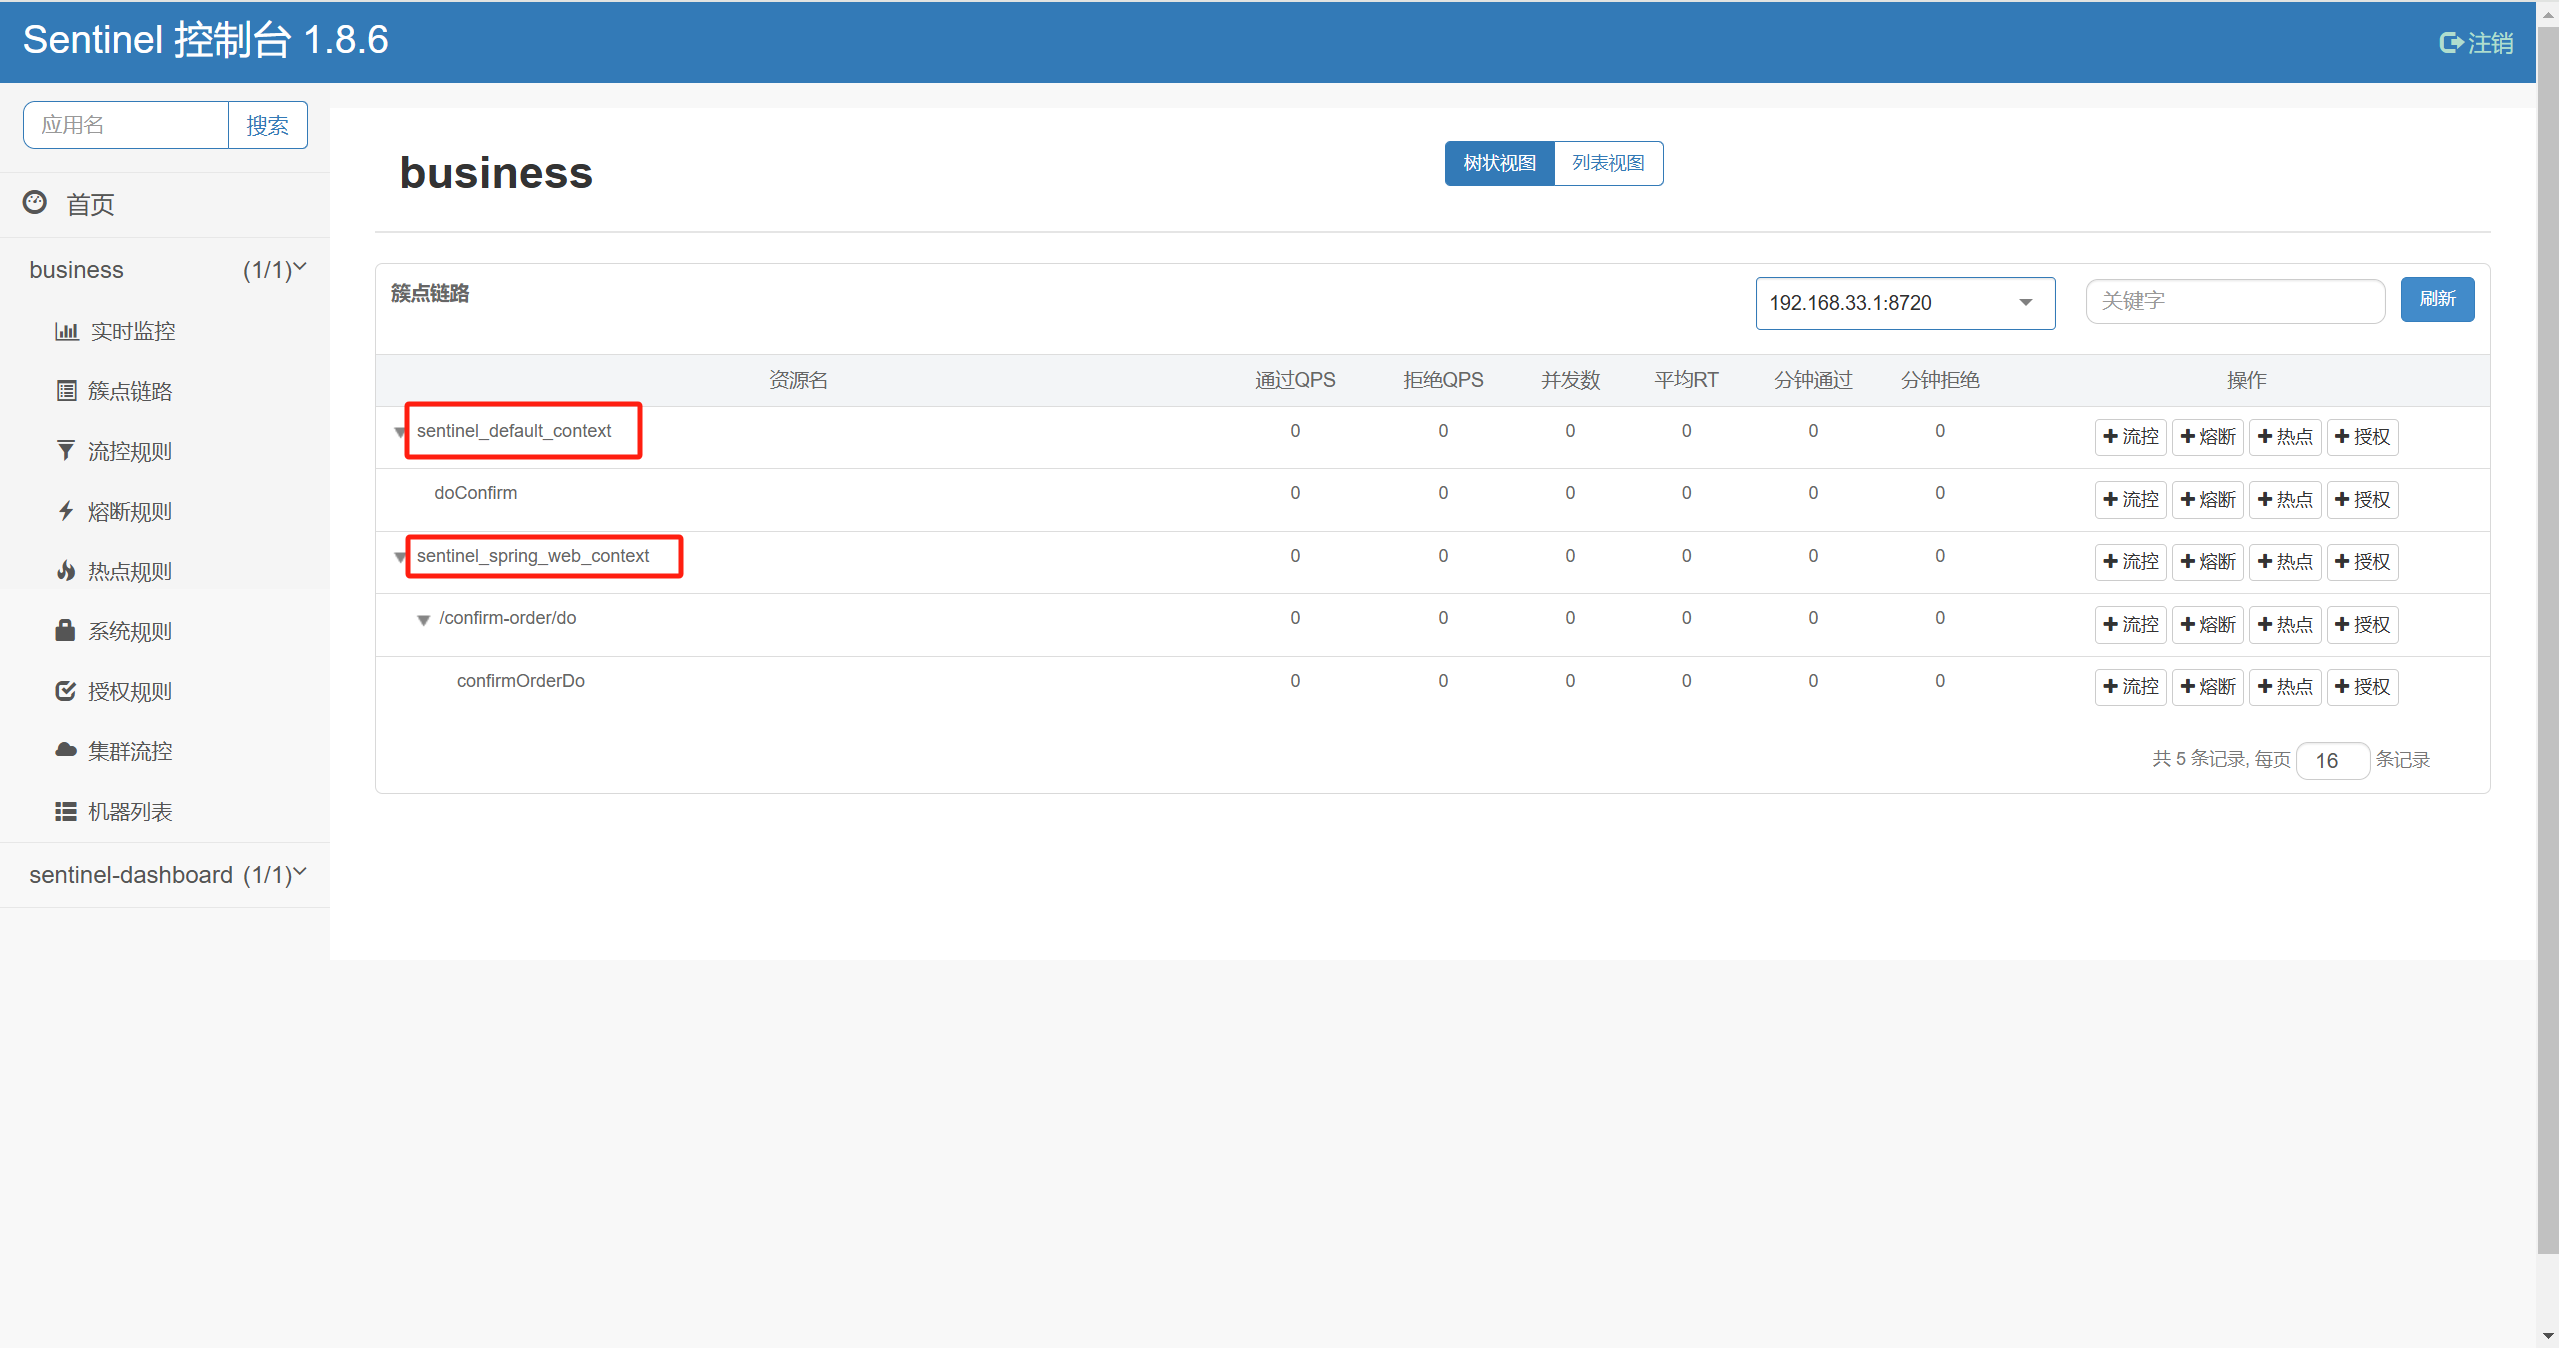 Sentinel 控制台 1.8.6
注销
应用名 搜索
首页
business (1/1)
实时监控
簇点链路
流控规则
熔断规则
热点规则
系统规则
授权规则
集群流控
机器列表
sentinel-dashboard (1/1)
business
树状视图 列表视图
簇点链路 192.168.33.1:8720 关键字 刷新
资源名 通过QPS 拒绝QPS 并发数 平均RT 分钟通过 分钟拒绝 操作
sentinel_default_context 0 0 0 0 0 0 流控 熔断 热点 授权
doConfirm 0 0 0 0 0 0 流控 熔断 热点 授权
sentinel_spring_web_context 0 0 0 0 0 0 流控 熔断 热点 授权
/confirm-order/do 0 0 0 0 0 0 流控 熔断 热点 授权
confirmOrderDo 0 0 0 0 0 0 流控 熔断 热点 授权
共 5 条记录, 每页 16 条记录